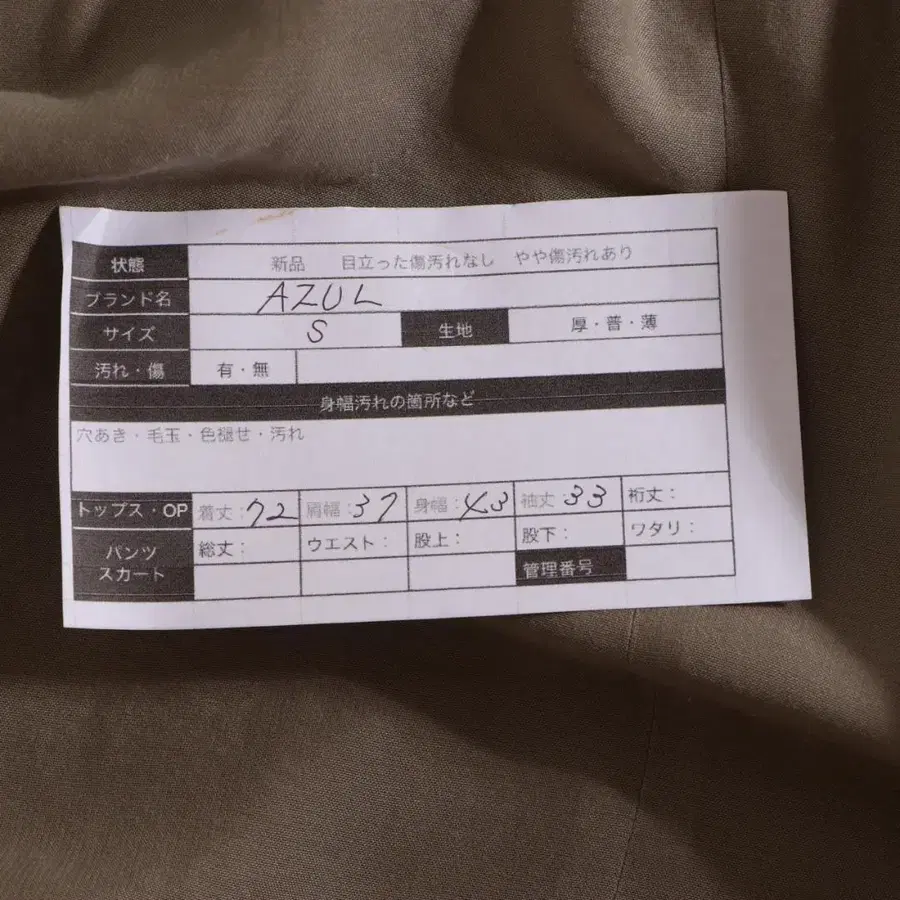 状態 新品 目立った傷汚れなし やや傷汚れあり
ブランド名 AZUL
サイズ S 生地 厚・普・薄
汚れ・傷 有・無
身幅汚れの箇所など
穴あき・毛玉・色褪せ・汚れ
トップス・OP 着丈：72 肩幅：37 身幅：43 袖丈：33 裄丈：
パンツ スカート 総丈： ウエスト： 股上： 股下： ワタリ：
管理番号